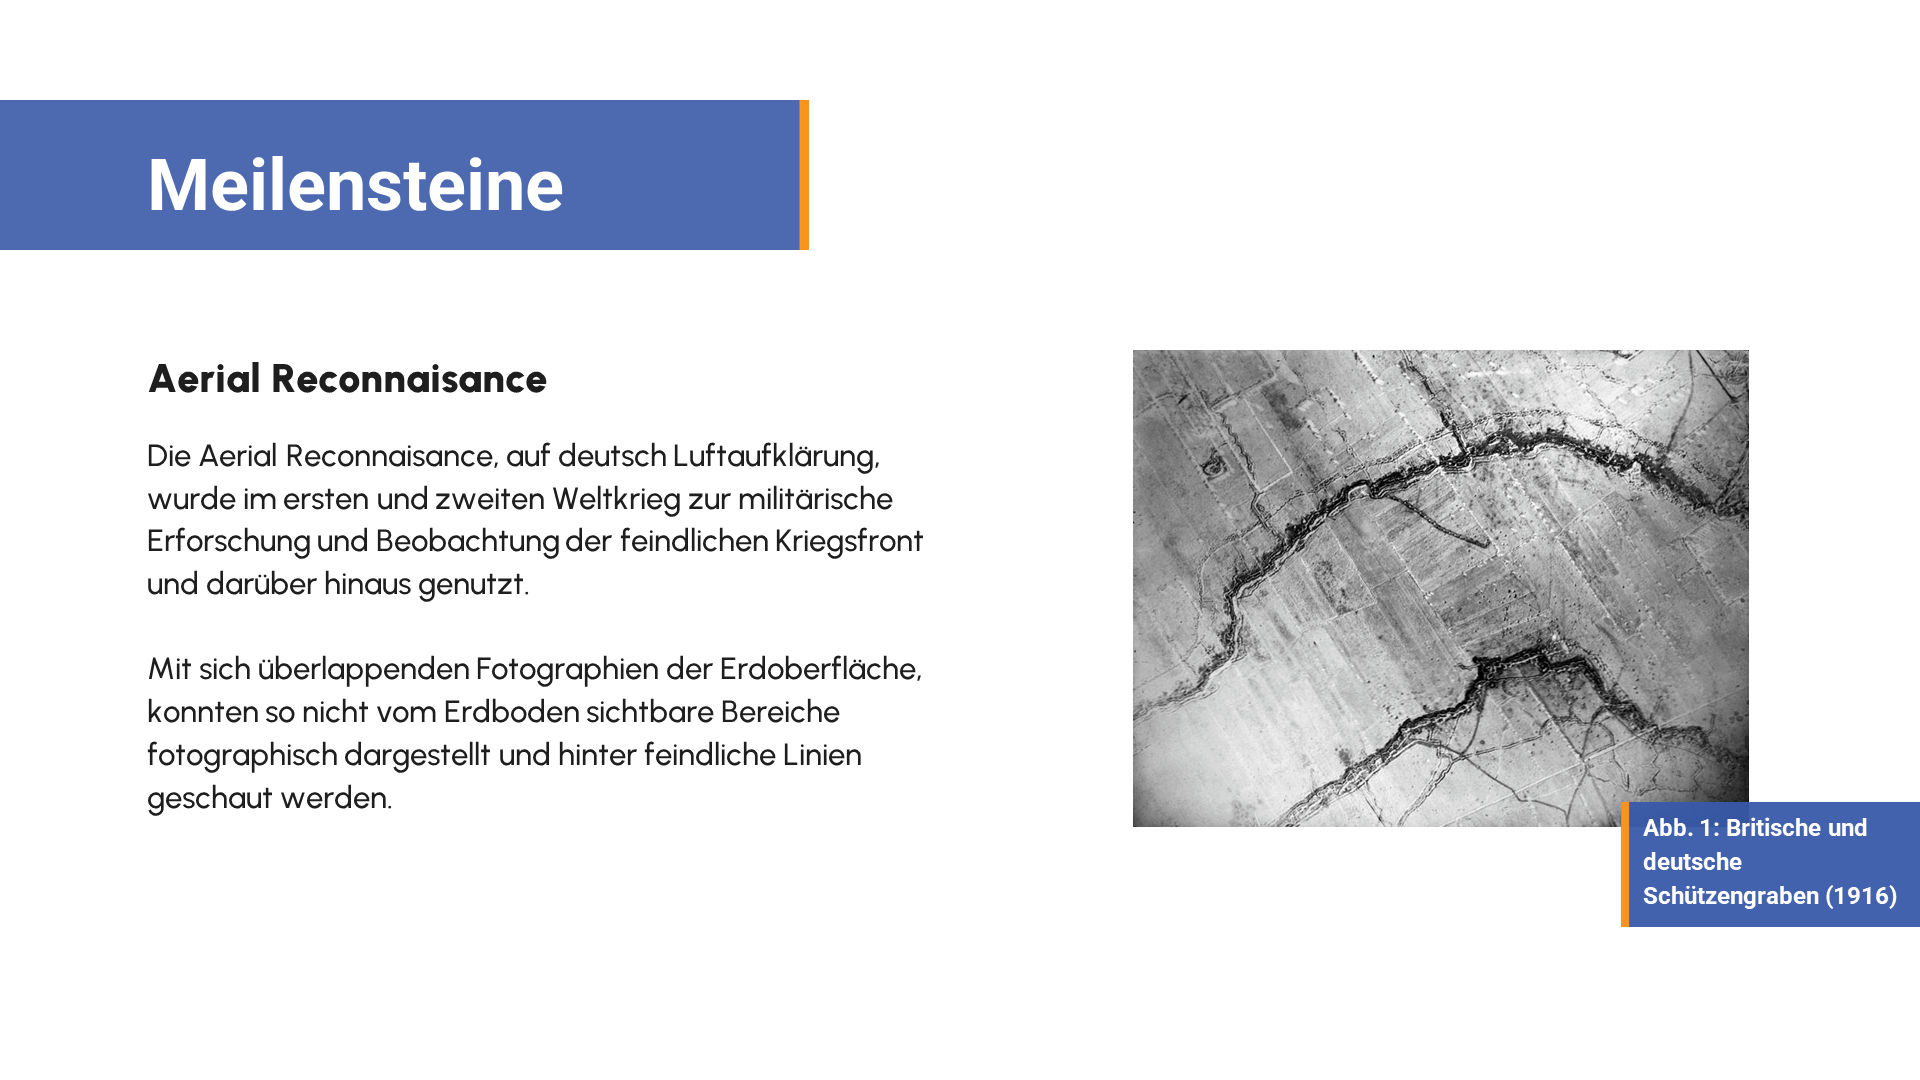 Meilensteine
Aerial Reconnaisance
Die Aerial Reconnaisance, auf deutsch Luftaufklärung,
wurde im ersten und zweiten Weltkrieg zur militärische
Erforschung und Beobachtung der feindlichen Kriegsfront
und darüber hinaus genutzt.
Mit sich überlappenden Fotographien der Erdoberfläche,
konnten so nicht vom Erdboden sichtbare Bereiche
fotographisch dargestellt und hinter feindliche Linien
geschaut werden.
Abb. 1: Britische und
deutsche
Schützengraben (1916)